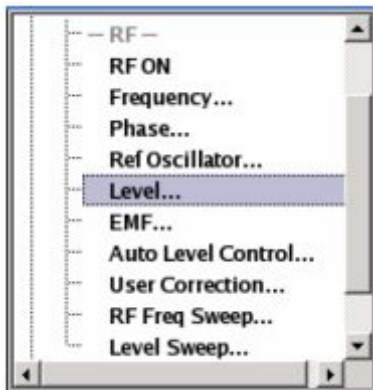 – RF –
RF ON
Frequency...
Phase...
Ref Oscillator...
Level...
EMF...
Auto Level Control...
User Correction...
RF Freq Sweep...
Level Sweep...